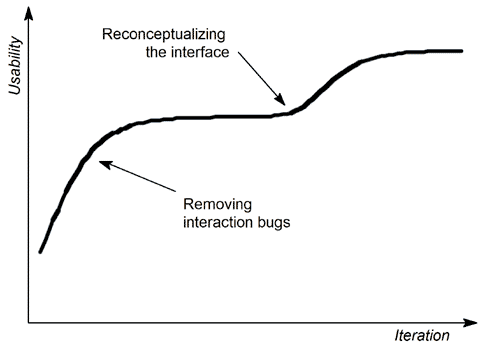 Usability
Reconceptualizing
the interface
Removing
interaction bugs
Iteration